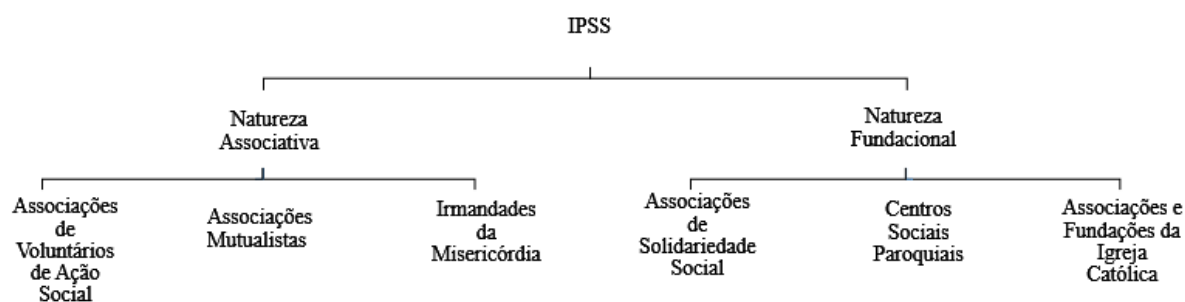 IPSS
Natureza
Associativa
Natureza
Fundacional
Associações
de
Voluntários
de Ação
Social
Associações
Mutualistas
Irmandades
da
Misericórdia
Associações
de
Solidariedade
Social
Centros
Sociais
Paroquiais
Associações e
Fundações da
Igreja
Católica